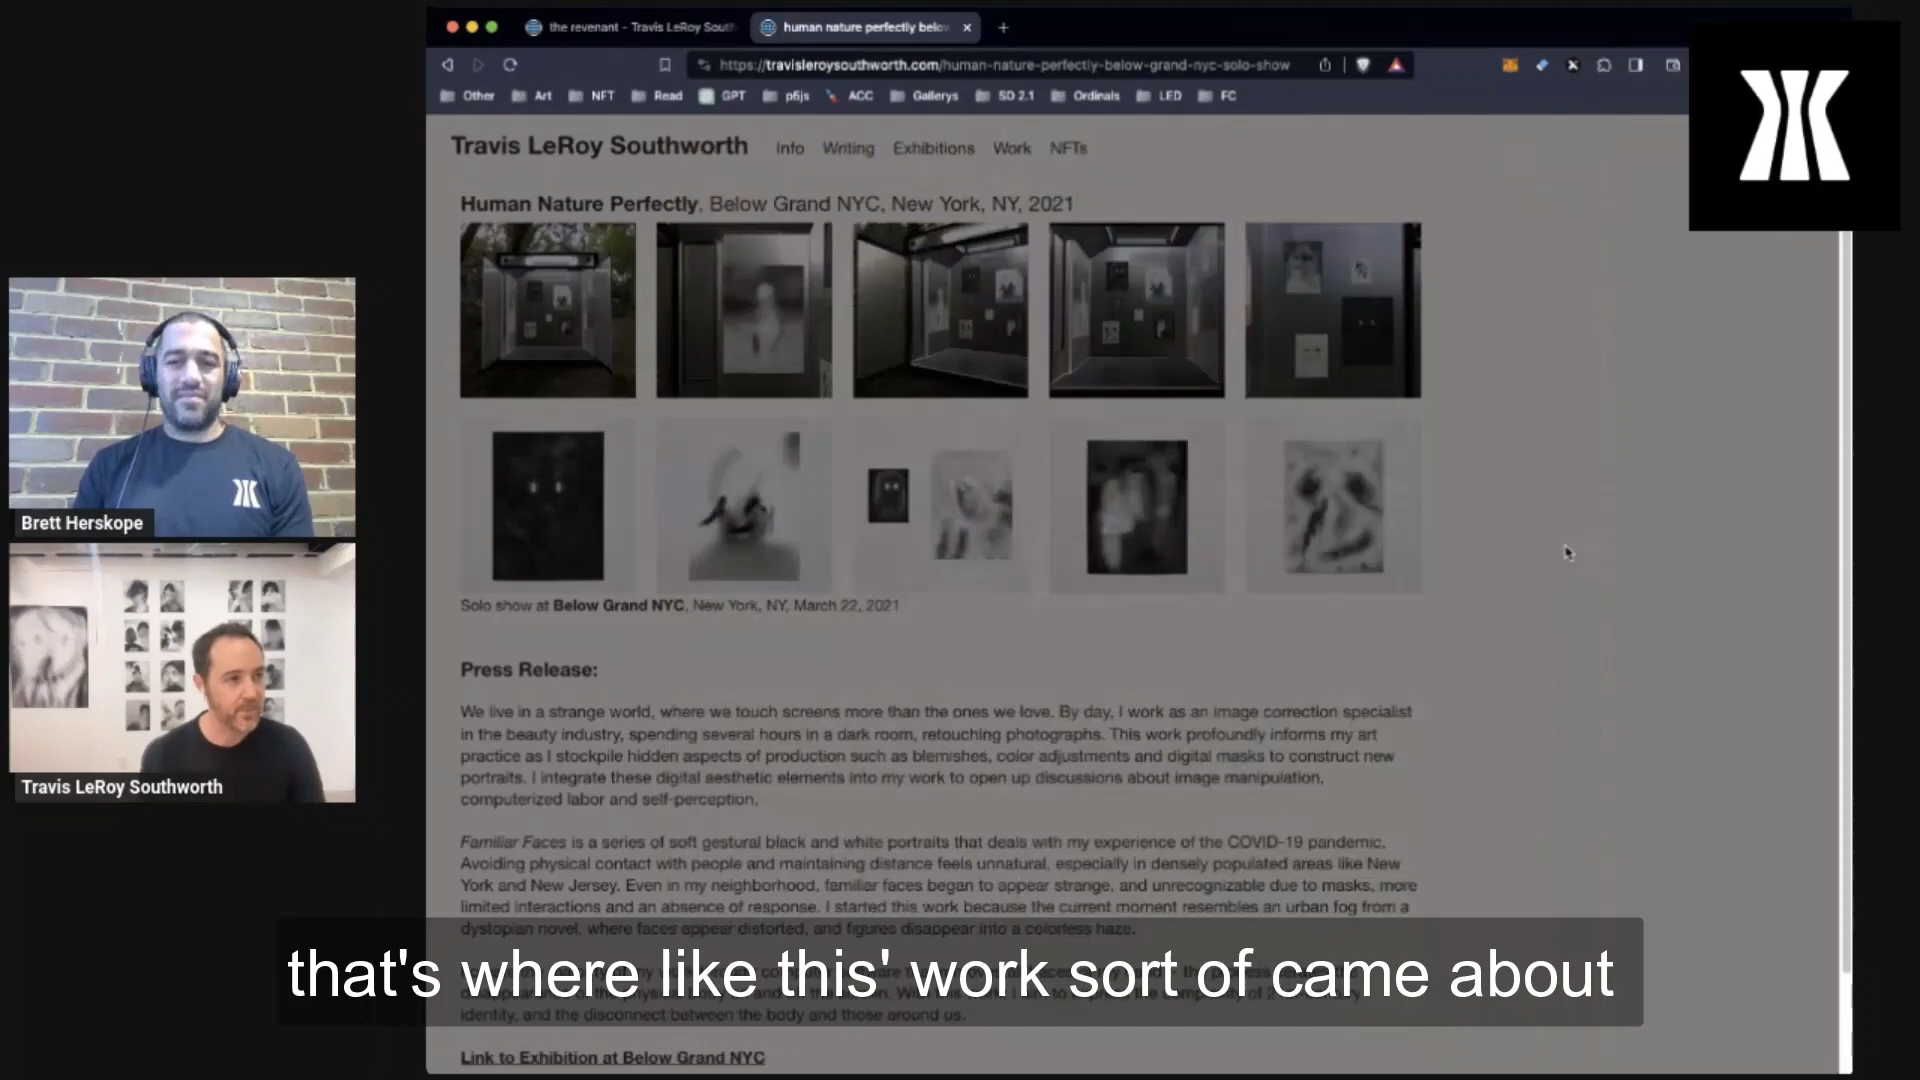 the revenant - Travis LeRoy South
human nature perfectly belo
https://travisleroysouthworth.com/human-nature-perfectly-below-grand-nyc-solo-show
Other Art NFT Read GPT p5js ACC Gallerys SD 2.1 Ordinals LED FC
Travis LeRoy Southworth Info Writing Exhibitions Work NFTs
Human Nature Perfectly, Below Grand NYC, New York, NY, 2021
Solo show at Below Grand NYC, New York, NY, March 22, 2021
Press Release:
We live in a strange world, where we touch screens more than the ones we love. By day, I work as an image correction specialist
in the beauty industry, spending several hours in a dark room, retouching photographs. This work profoundly informs my art
practice as I stockpile hidden aspects of production such as blemishes, color adjustments and digital masks to construct new
portraits. I integrate these digital aesthetic elements into my work to open up discussions about image manipulation,
computerized labor and self-perception.
Familiar Faces is a series of soft gestural black and white portraits that deals with my experience of the COVID-19 pandemic.
Avoiding physical contact with people and maintaining distance feels unnatural, especially in densely populated areas like New
York and New Jersey. Even in my neighborhood, familiar faces began to appear strange, and unrecognizable due to masks, more
limited interactions and an absence of response. I started this work because the current moment resembles an urban fog from a
dystopian novel, where faces appear distorted, and figures disappear into a colorless haze.
identity, and the disconnect between the body and those around us.
Link to Exhibition at Below Grand NYC
Brett Herskope
Travis LeRoy Southworth
that's where like this' work sort of came about